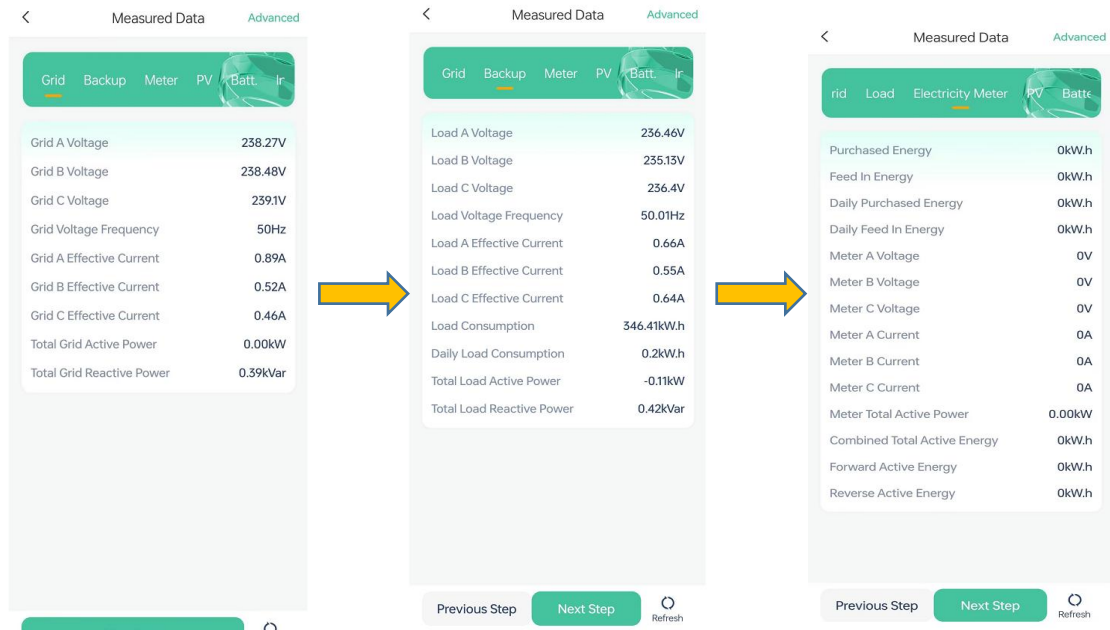 Measured Data Advanced
Grid Backup Meter PV Batt. Ir
Grid A Voltage 238.27V
Grid B Voltage 238.48V
Grid C Voltage 239.1V
Grid Voltage Frequency 50Hz
Grid A Effective Current 0.89A
Grid B Effective Current 0.52A
Grid C Effective Current 0.46A
Total Grid Active Power 0.00kW
Total Grid Reactive Power 0.39kVar
Measured Data Advanced
Grid Backup Meter PV Batt. Ir
Load A Voltage 236.46V
Load B Voltage 235.13V
Load C Voltage 236.4V
Load Voltage Frequency 50.01Hz
Load A Effective Current 0.66A
Load B Effective Current 0.55A
Load C Effective Current 0.64A
Load Consumption 346.41kW.h
Daily Load Consumption 0.2kW.h
Total Load Active Power -0.11kW
Total Load Reactive Power 0.42kVar
Previous Step Next Step Refresh
Measured Data Advanced
rid Load Electricity Meter PV Batte
Purchased Energy 0kW.h
Feed In Energy 0kW.h
Daily Purchased Energy 0kW.h
Daily Feed In Energy 0kW.h
Meter A Voltage 0V
Meter B Voltage 0V
Meter C Voltage 0V
Meter A Current 0A
Meter B Current 0A
Meter C Current 0A
Meter Total Active Power 0.00kW
Combined Total Active Energy 0kW.h
Forward Active Energy 0kW.h
Reverse Active Energy 0kW.h
Previous Step Next Step Refresh